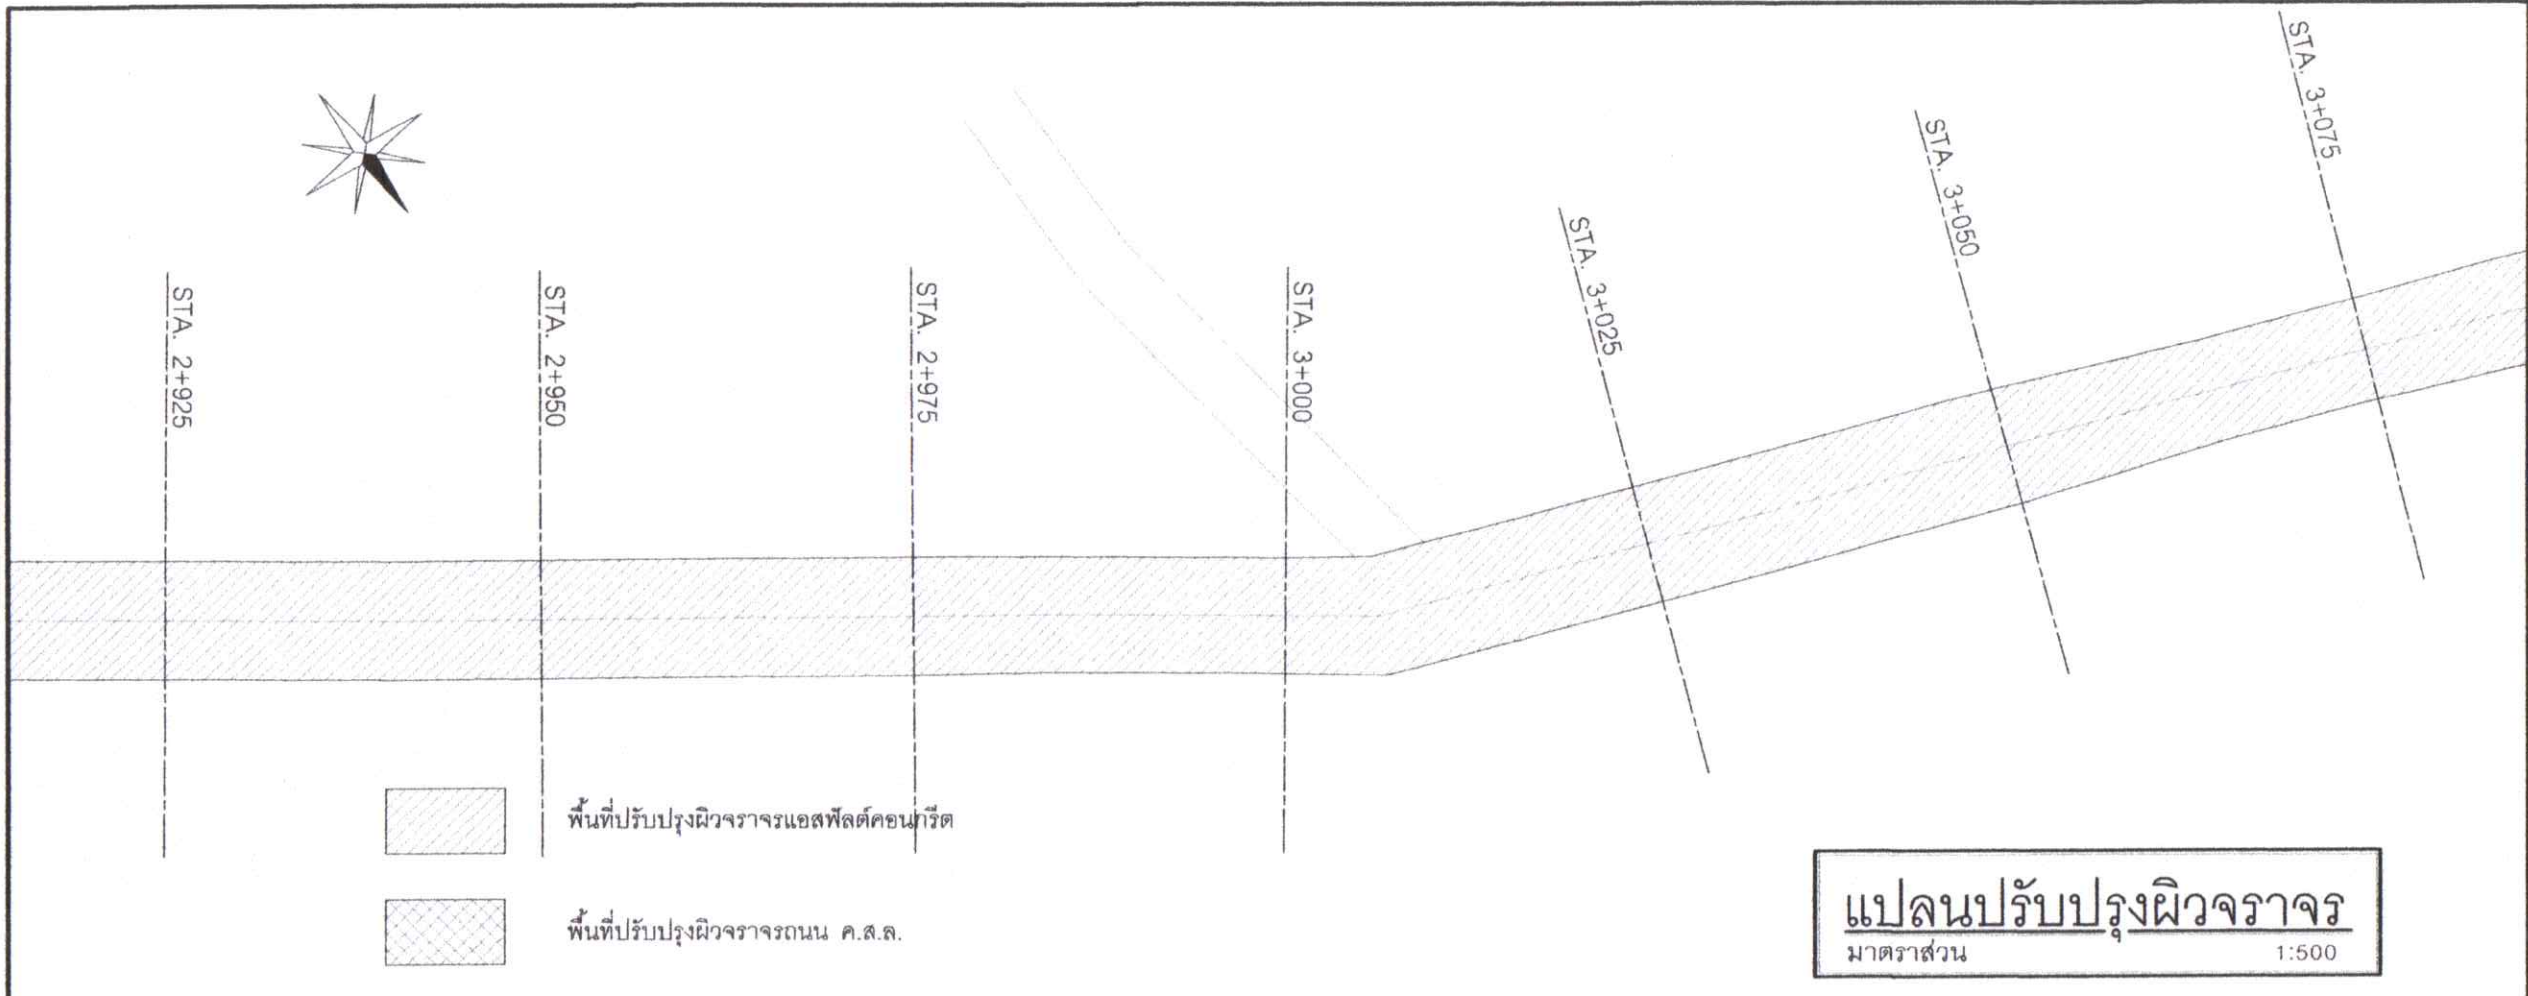 STA. 2+925
STA. 2+950
STA. 2+975
STA. 3+000
STA. 3+025
STA. 3+050
STA. 3+075
พื้นที่ปรับปรุงผิวจราจรแอสฟัลต์คอนกรีต
พื้นที่ปรับปรุงผิวจราจรถนน ค.ส.ล.
แปลนปรับปรุงผิวจราจร
มาตราส่วน 1:500